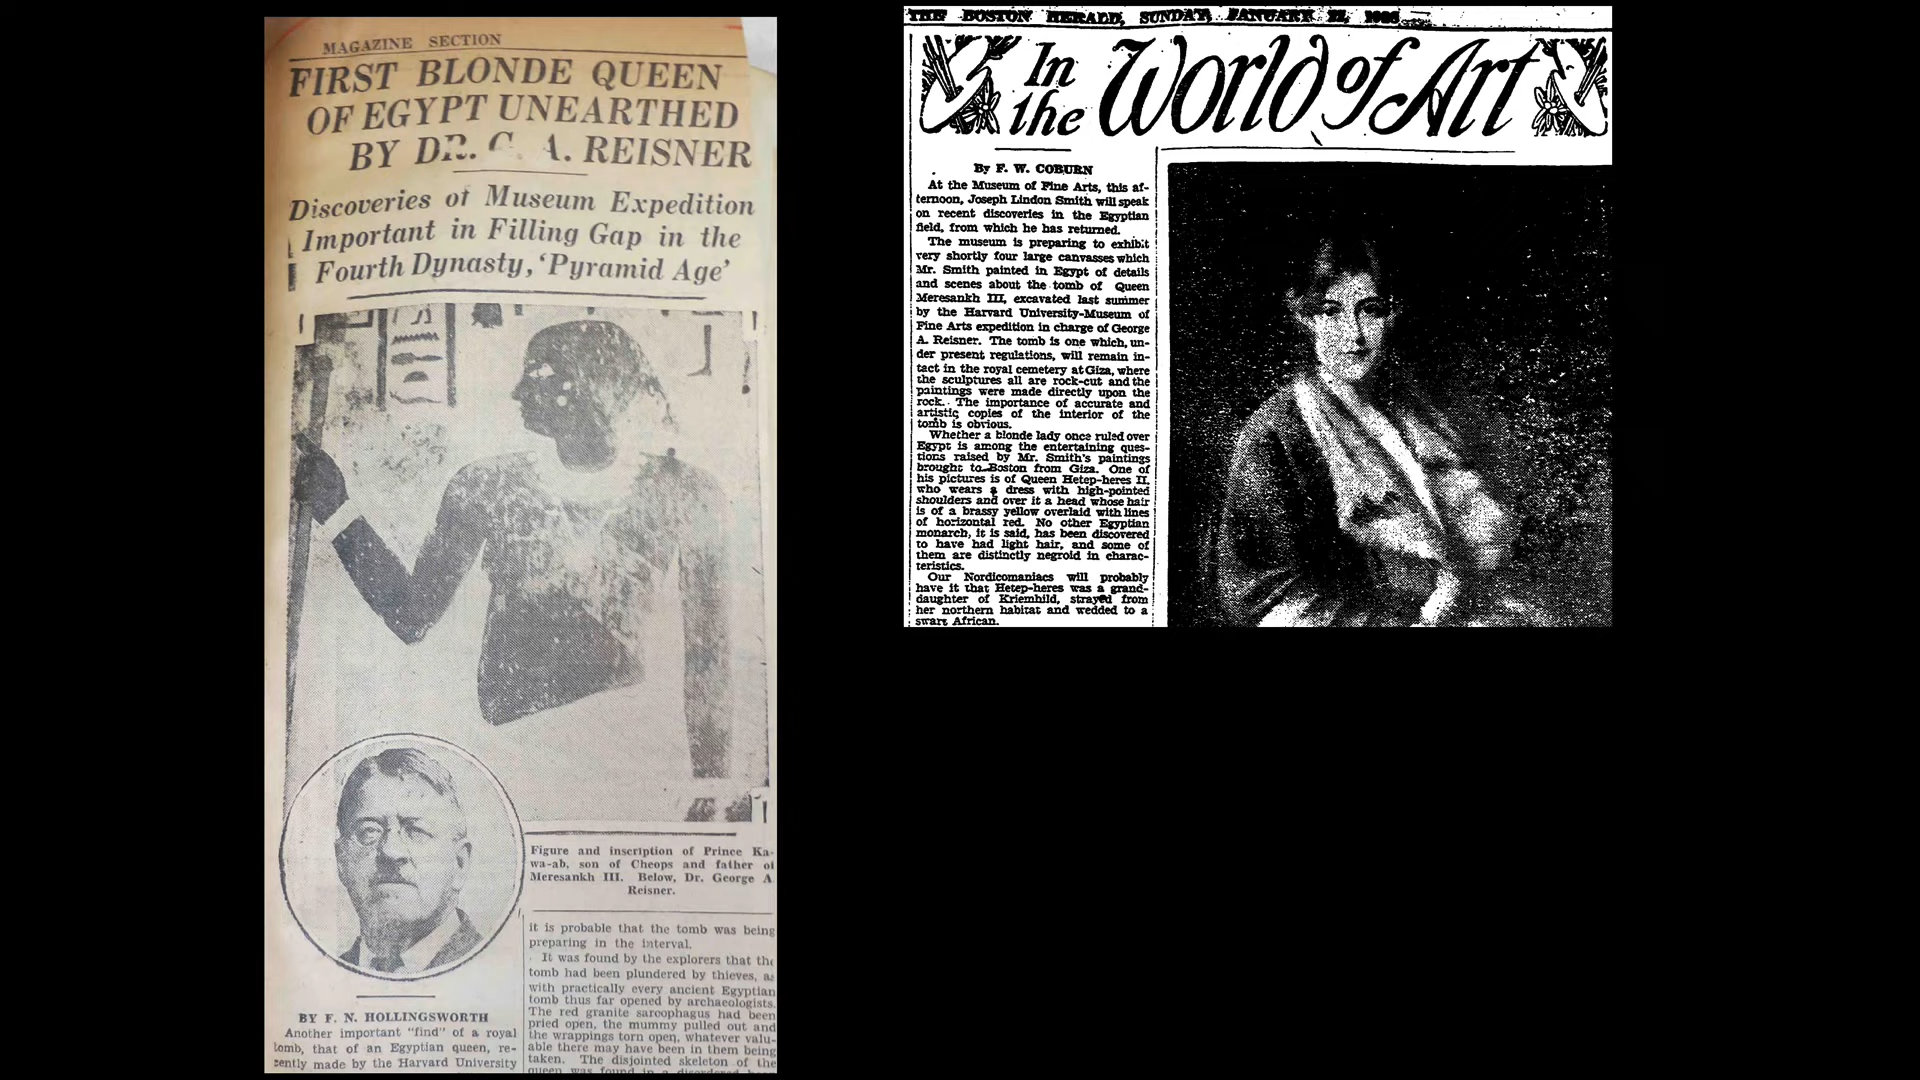 MAGAZINE SECTION
FIRST BLONDE QUEEN
OF EGYPT UNEARTHED
BY DR. G. A. REISNER
Discoveries of Museum Expedition
Important in Filling Gap in the
Fourth Dynasty, 'Pyramid Age'
Figure and inscription of Prince Ka-
wa-ab, son of Cheops and father of
Meresankh III. Below, Dr. George A
Reisner.
BY F. N. HOLLINGSWORTH
Another important "find" of a royal
tomb, that of an Egyptian queen, re-
cently made by the Harvard University
it is probable that the tomb was being
preparing in the interval.
It was found by the explorers that the
tomb had been plundered by thieves, as
with practically every ancient Egyptian
tomb thus far opened by archaeologists.
The red granite sarcophagus had been
pried open, the mummy pulled out and
the wrappings torn open, whatever valu-
able there may have been in them being
taken. The disjointed skeleton of the
queen was found in a
THE BOSTON HERALD, SUNDAY, JANUARY
In
the World of Art
By F. W. COBURN
At the Museum of Fine Arts, this af-
ternoon, Joseph Lindon Smith will speak
on recent discoveries in the Egyptian
field, from which he has returned.
The museum is preparing to exhibit
very shortly four large canvasses which
Mr. Smith painted in Egypt of details
and scenes about the tomb of Queen
Meresankh III, excavated last summer
by the Harvard University-Museum of
Fine Arts expedition in charge of George
A. Reisner. The tomb is one which, un-
der present regulations, will remain in-
tact in the royal cemetery at Giza, where
the sculptures all are rock-cut and the
paintings were made directly upon the
rock. The importance of accurate and
artistic copies of the interior of the
tomb is obvious.
Whether a blonde lady once ruled over
Egypt is among the entertaining ques-
tions raised by Mr. Smith's paintings
brought to Boston from Giza. One of
his pictures is of Queen Hetep-heres II,
who wears a dress with high-pointed
shoulders and over it a head whose hair
is of a brassy yellow overlaid with lines
of horizontal red. No other Egyptian
monarch, it is said, has been discovered
to have had light hair, and some of
them are distinctly negroid in charac-
teristics.
Our Nordicomaniacs will probably
have it that Hetep-heres was a grand-
daughter of Kriemhild, strayed from
her northern habitat and wedded to a
swart African.